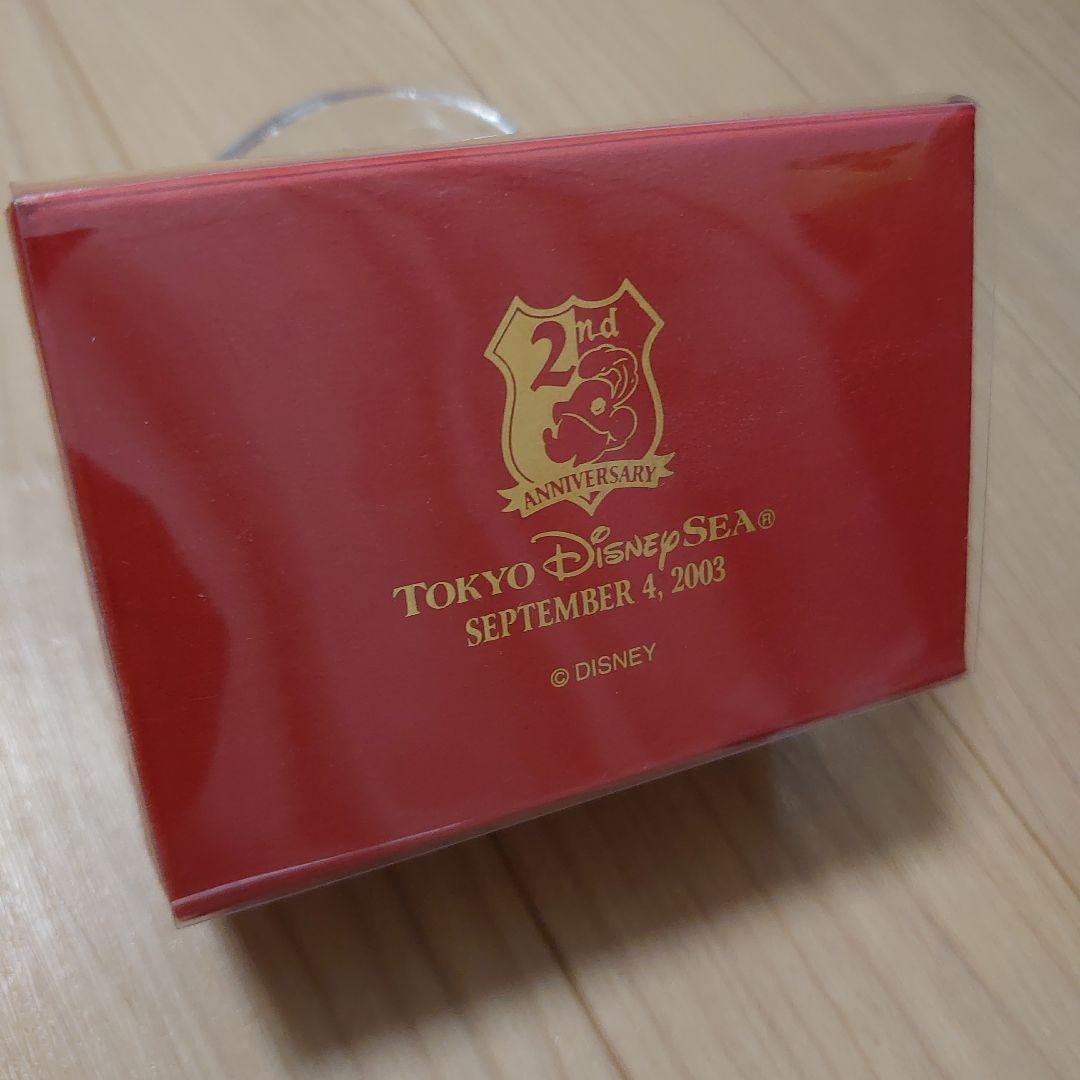 2nd
ANNIVERSARY
TOKYO DISNEYSEA®
SEPTEMBER 4, 2003
© DISNEY